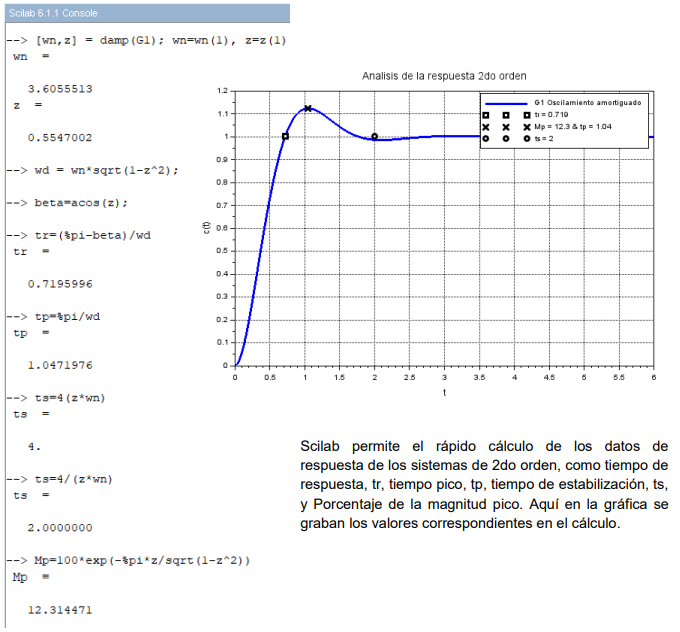 Scilab 6.1.1 Console
--> [wn,z] = damp(G1); wn=wn(1), z=z(1)
wn =
3.6055513
z =
0.5547002
--> wd = wn*sqrt(1-z^2);
--> beta=acos(z);
--> tr=(%pi-beta)/wd
tr =
0.7195996
--> tp=%pi/wd
tp =
1.0471976
--> ts=4(z*wn)
ts =
4.
--> ts=4/(z*wn)
ts =
2.0000000
--> Mp=100*exp(-%pi*z/sqrt(1-z^2))
Mp =
12.314471
Analisis de la respuesta 2do orden
G1 Oscilamiento amortiguado
tr = 0.719
Mp = 12.3 & tp = 1.04
ts = 2
1.2
1.1
1
0.9
0.8
0.7
0.6
0.5
0.4
0.3
0.2
0.1
0
c(t)
0 0.5 1 1.5 2 2.5 3 3.5 4 4.5 5 5.5 6
t
Scilab permite el rápido cálculo de los datos de
respuesta de los sistemas de 2do orden, como tiempo de
respuesta, tr, tiempo pico, tp, tiempo de estabilización, ts,
y Porcentaje de la magnitud pico. Aquí en la gráfica se
graban los valores correspondientes en el cálculo.